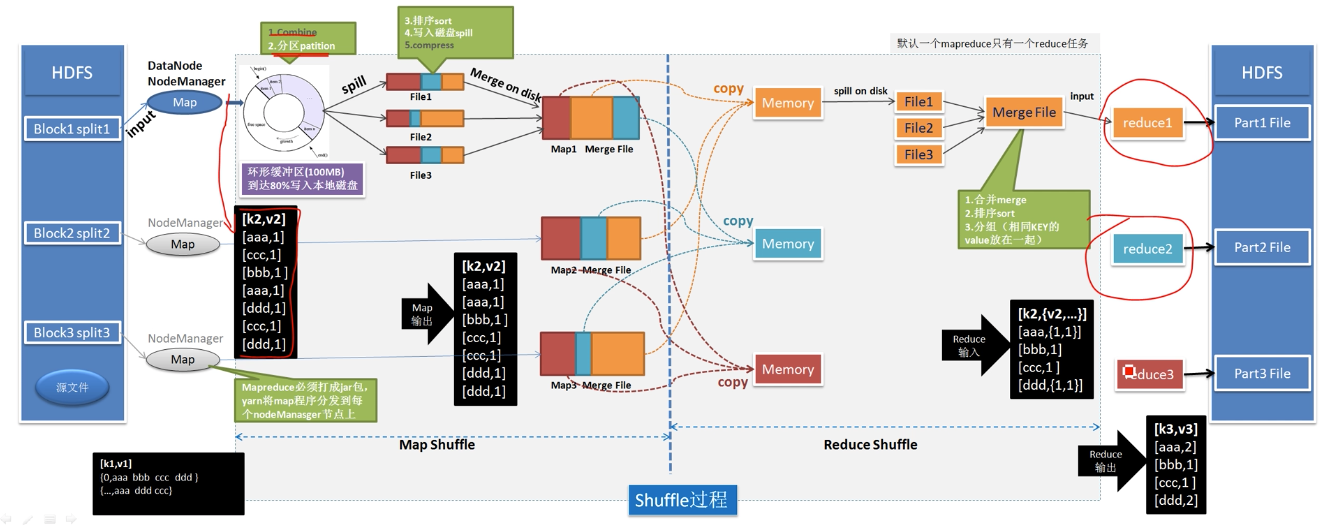 HDFS
Block1 split1
Block2 split2
Block3 split3
源文件
DataNode
NodeManager
Map
input
NodeManager
Map
NodeManager
Map
1.Combine
2.分区patition
3.排序sort
4.写入磁盘spill
5.compress
环形缓冲区(100MB)
到达80%写入本地磁盘
spill
File1
File2
File3
Merge on disk
Map1 Merge File
Map2 Merge File
Map3 Merge File
[k2,v2]
[aaa,1]
[ccc,1]
[bbb,1 ]
[aaa,1]
[ddd,1]
[ccc,1]
[ddd,1]
Map
输出
[k2,v2]
[aaa,1]
[aaa,1]
[bbb,1 ]
[ccc,1]
[ccc,1]
[ddd,1]
[ddd,1]
Mapreduce必须打成jar包,
yarn将map程序分发到每
个nodeManasger节点上
Map Shuffle
[k1,v1]
{0,aaa bbb ccc ddd }
{...,aaa ddd ccc}
默认一个mapreduce只有一个reduce任务
copy
Memory
copy
Memory
copy
Memory
spill on disk
File1
File2
File3
Merge File
input
1.合并merge
2.排序sort
3.分组（相同KEY的
value放在一起）
reduce1
reduce2
duce3
Reduce
输入
[k2,{v2,…}]
[aaa,{1,1}]
[bbb,1]
[ccc,1 ]
[ddd,{1,1}]
Reduce Shuffle
Reduce
输出
[k3,v3]
[aaa,2]
[bbb,1]
[ccc,1 ]
[ddd,2]
HDFS
Part1 File
Part2 File
Part3 File
Shuffle过程